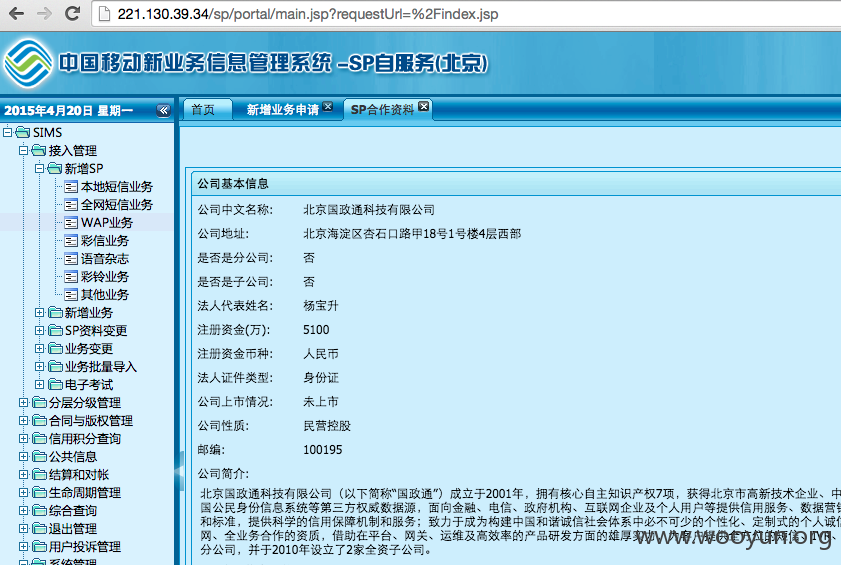 221.130.39.34/sp/portal/main.jsp?requestUrl=%2Findex.jsp
中国移动新业务信息管理系统 –SP自服务(北京)
2015年4月20日 星期一
首页 新增业务申请 SP合作资料
SIMS
接入管理
新增SP
本地短信业务
全网短信业务
WAP业务
彩信业务
语音杂志
彩铃业务
其他业务
新增业务
SP资料变更
业务变更
业务批量导入
电子考试
分层分级管理
合同与版权管理
信用积分查询
公共信息
结算和对帐
生命周期管理
综合查询
退出管理
用户投诉管理
系统管理
公司基本信息
公司中文名称: 北京国政通科技有限公司
公司地址: 北京海淀区杏石口路甲18号1号楼4层西部
是否是分公司: 否
是否是子公司: 否
法人代表姓名: 杨宝升
注册资金(万): 5100
注册资金币种: 人民币
法人证件类型: 身份证
公司上市情况: 未上市
公司性质: 民营控股
邮编: 100195
公司简介:
北京国政通科技有限公司（以下简称“国政通”）成立于2001年，拥有核心自主知识产权7项，获得北京市高新技术企业、中
国公民身份信息系统等第三方权威数据源，面向金融、电信、政府机构、互联网企业及个人用户等提供信用服务、数据营
和标准，提供科学的信用保障机制和服务；致力于成为构建中国和谐诚信社会体系中必不可少的个性化、定制式的个人诚
网、全业务合作的资质，借助在平台、网关、运维及高效率的产品研发方面的雄厚实力，为客户提供全方位的短信、IVR、
分公司，并于2010年设立了2家全资子公司。
www.wooyun.org